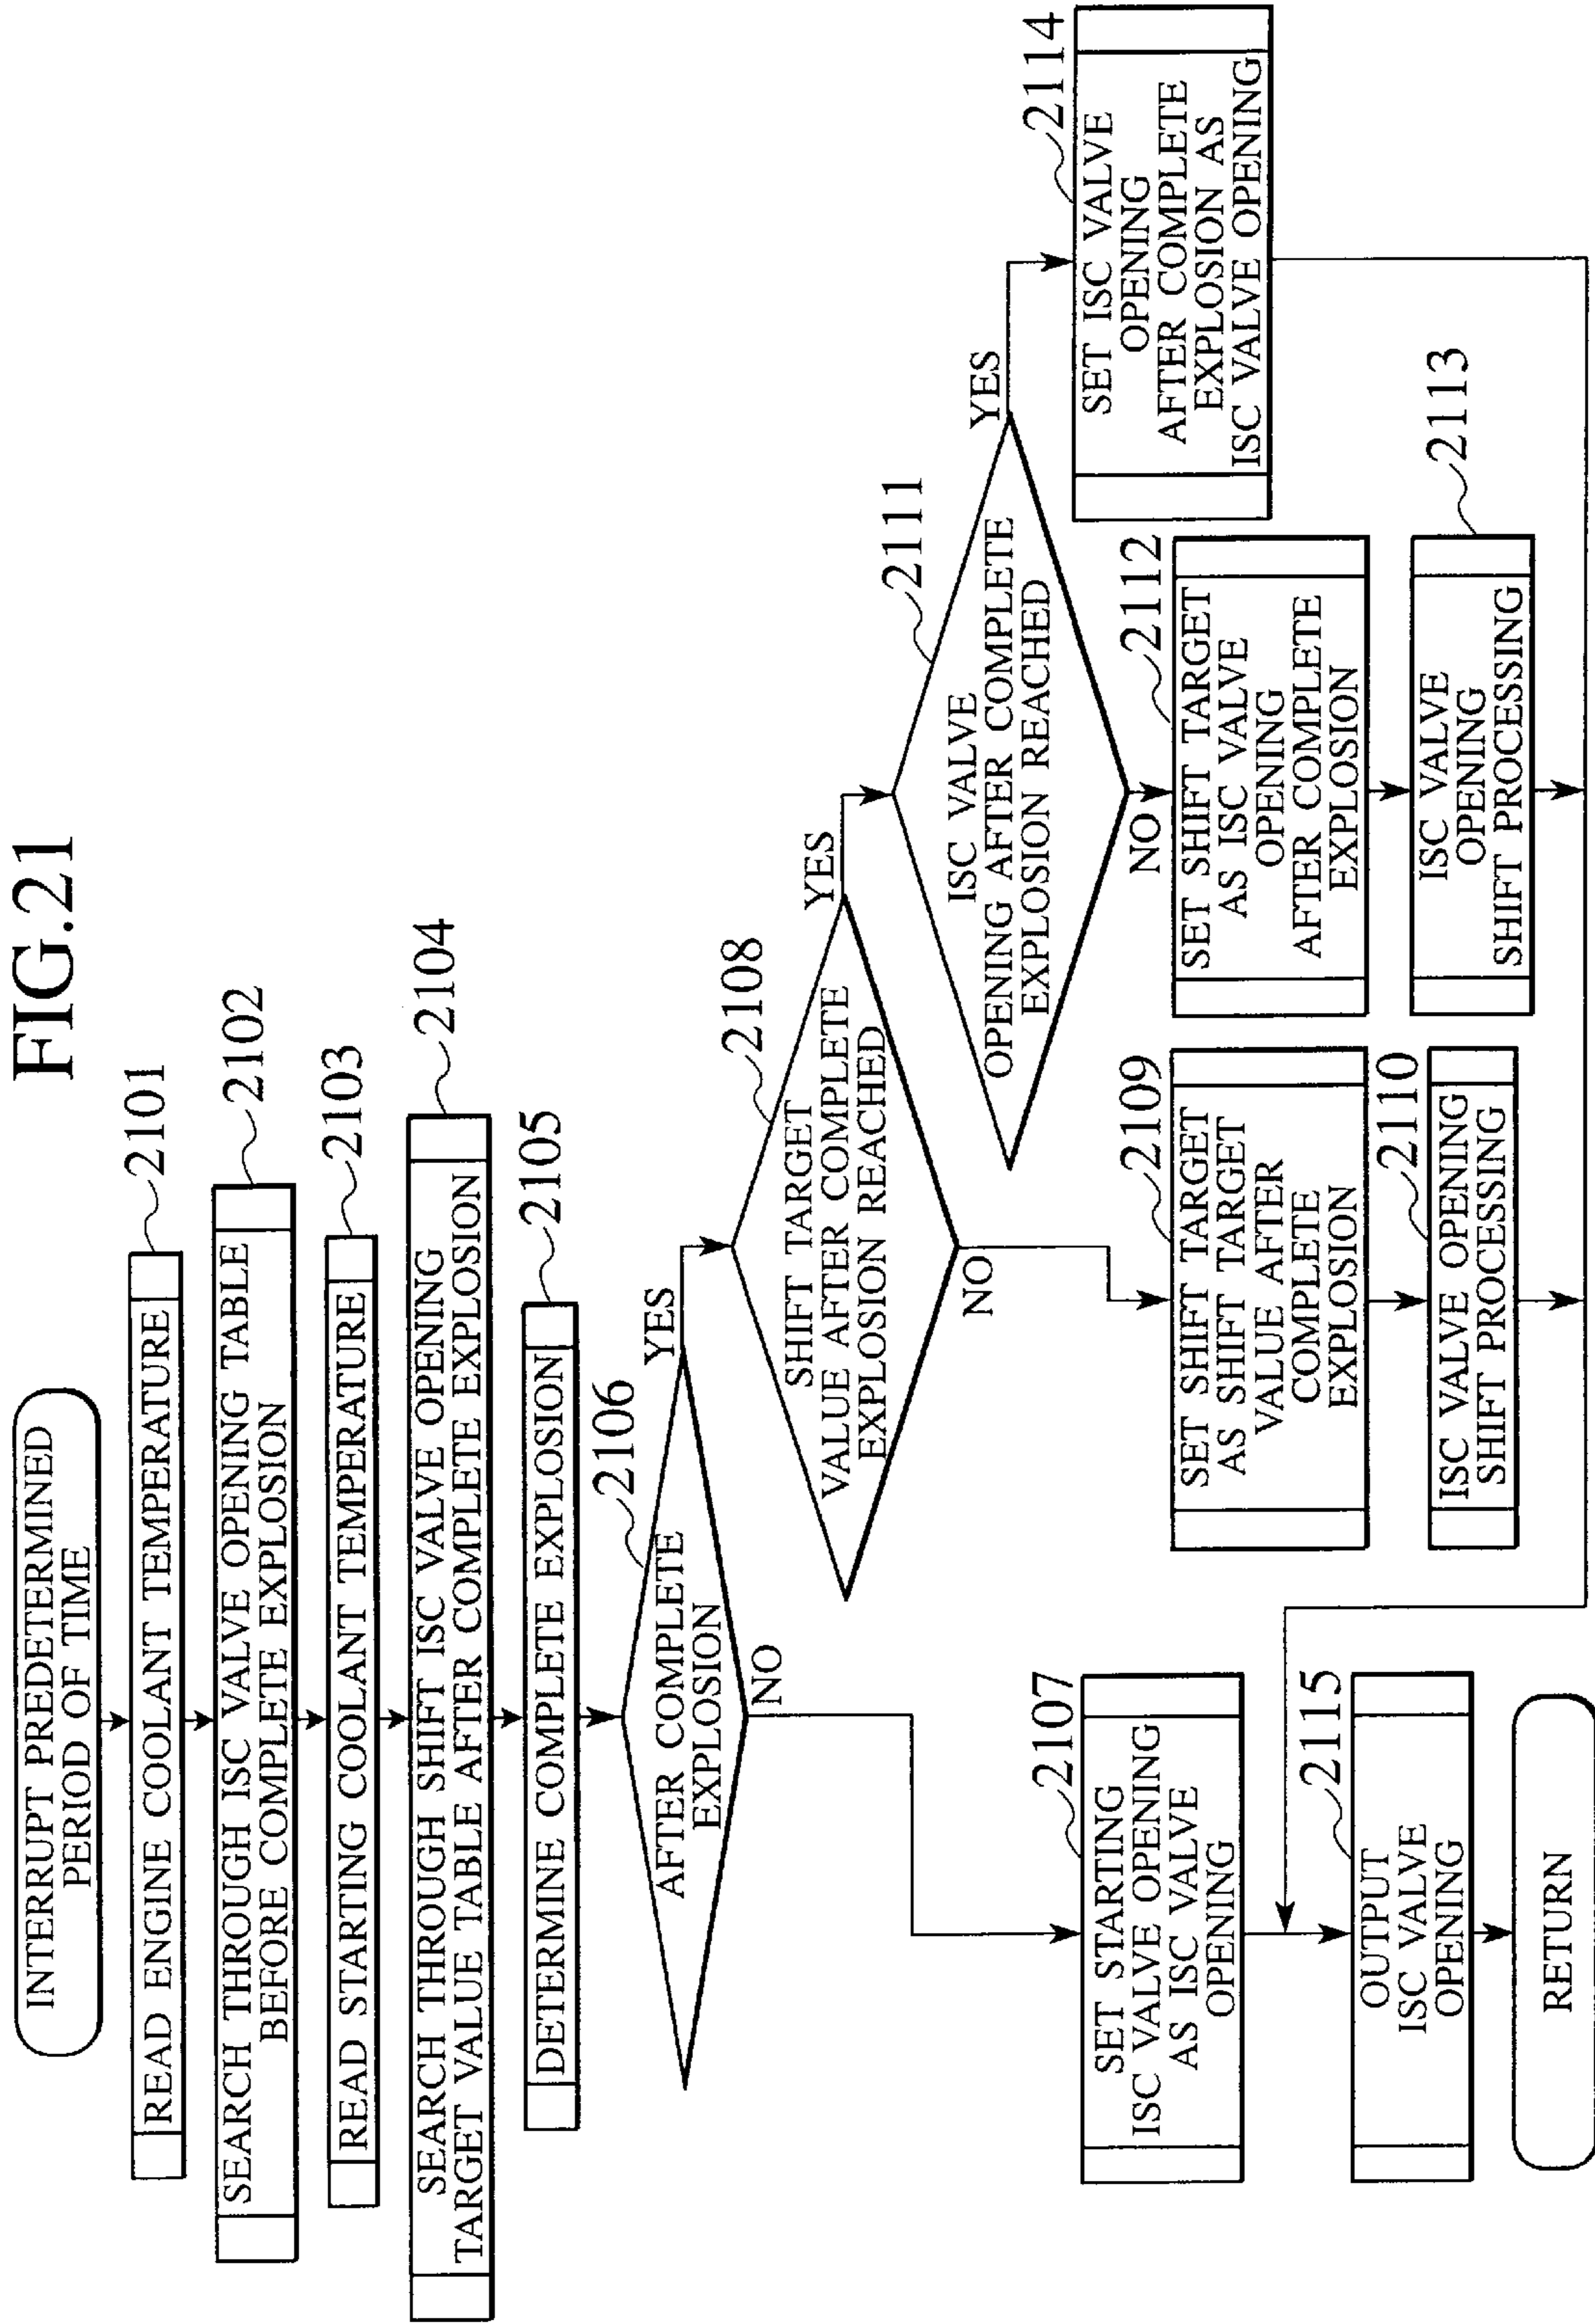 FIG.21
INTERRUPT PREDETERMINED
PERIOD OF TIME
READ ENGINE COOLANT TEMPERATURE
2101
SEARCH THROUGH ISC VALVE OPENING TABLE
BEFORE COMPLETE EXPLOSION
2102
READ STARTING COOLANT TEMPERATURE
2103
SEARCH THROUGH SHIFT ISC VALVE OPENING
TARGET VALUE TABLE AFTER COMPLETE EXPLOSION
2104
DETERMINE COMPLETE EXPLOSION
2105
2106
AFTER COMPLETE
EXPLOSION
YES
NO
2108
SHIFT TARGET
VALUE AFTER COMPLETE
EXPLOSION REACHED
YES
NO
2111
ISC VALVE
OPENING AFTER COMPLETE
EXPLOSION REACHED
YES
NO
2107
SET STARTING
ISC VALVE OPENING
AS ISC VALVE
OPENING
2109
SET SHIFT TARGET
AS SHIFT TARGET
VALUE AFTER
COMPLETE
EXPLOSION
2110
ISC VALVE OPENING
SHIFT PROCESSING
2112
SET SHIFT TARGET
AS ISC VALVE
OPENING
AFTER COMPLETE
EXPLOSION
2113
ISC VALVE
OPENING
SHIFT PROCESSING
2114
SET ISC VALVE
OPENING
AFTER COMPLETE
EXPLOSION AS
ISC VALVE OPENING
2115
OUTPUT
ISC VALVE
OPENING
RETURN